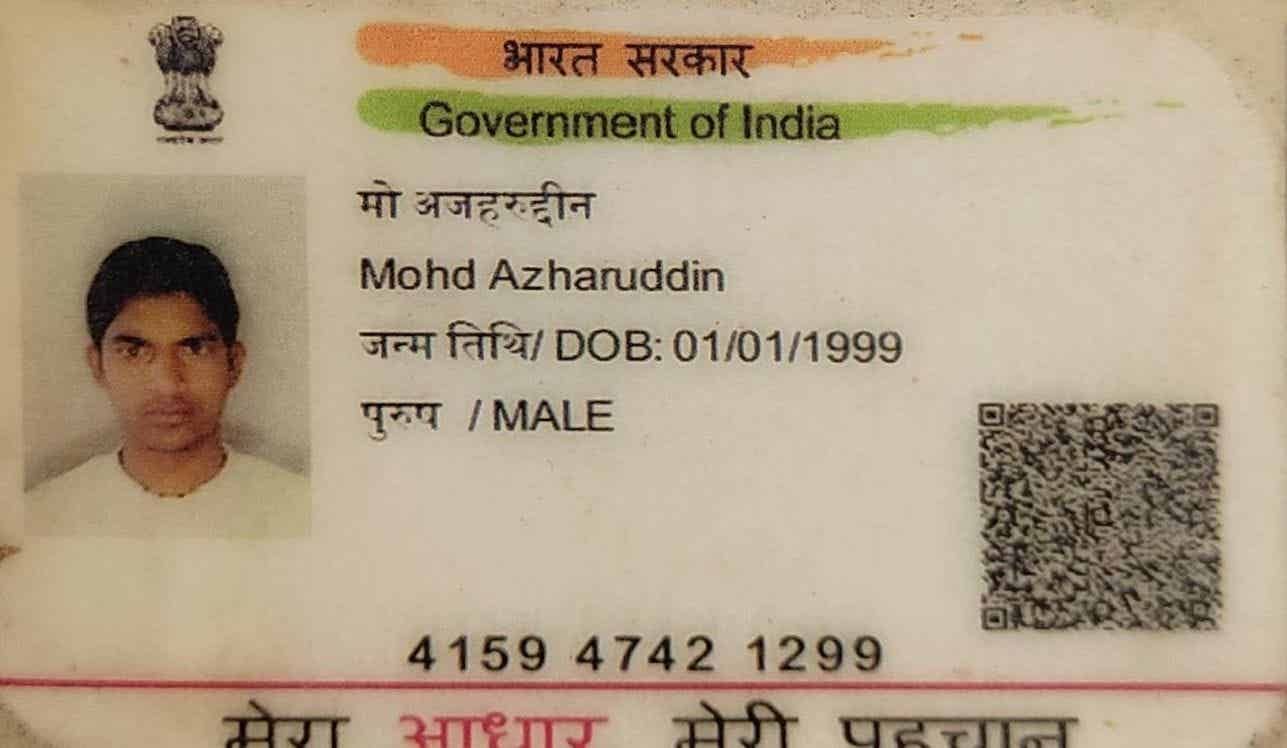 भारत सरकार
Government of India
मो अजहरुद्दीन
Mohd Azharuddin
जन्म तिथि/ DOB: 01/01/1999
पुरुष / MALE
4159 4742 1299
मेरा आधार मेरी पहचान